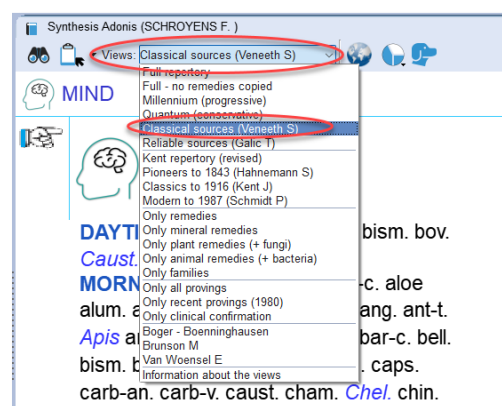 Synthesis Adonis (SCHROYENS F. )
Views: Classical sources (Veneeth S)
Full repertory
Full - no remedies copied
Millennium (progressive)
Quantum (conservative)
Classical sources (Veneeth S)
Reliable sources (Galic T)
Kent repertory (revised)
Pioneers to 1843 (Hahnemann S)
Classics to 1916 (Kent J)
Modern to 1987 (Schmidt P)
Only remedies
Only mineral remedies
Only plant remedies (+ fungi)
Only animal remedies (+ bacteria)
Only families
Only all provings
Only recent provings (1980)
Only clinical confirmation
Boger - Boenninghausen
Brunson M
Van Woensel E
Information about the views
MIND
DAYTI bism. bov.
Caust.
MORN -c. aloe
alum. a ang. ant-t.
Apis a bar-c. bell.
bism. b . caps.
carb-an. carb-v. caust. cham. Chel. chin.